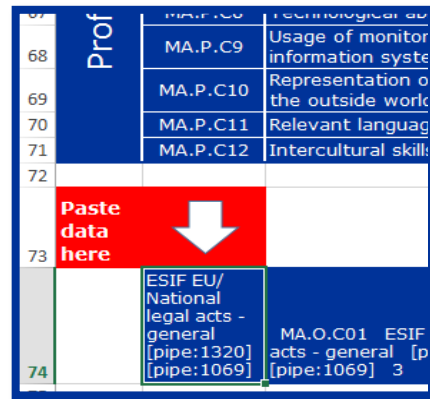 68
69
70
71
72
73
74
Prof
MA.P.C9
Usage of monitor
information syste
MA.P.C10
Representation o
the outside world
MA.P.C11
Relevant languag
MA.P.C12
Intercultural skills
Paste
data
here
ESIF EU/
National
legal acts -
general
[pipe:1320]
[pipe:1069]
MA.O.C01 ESIF
acts - general [p
[pipe:1069] 3